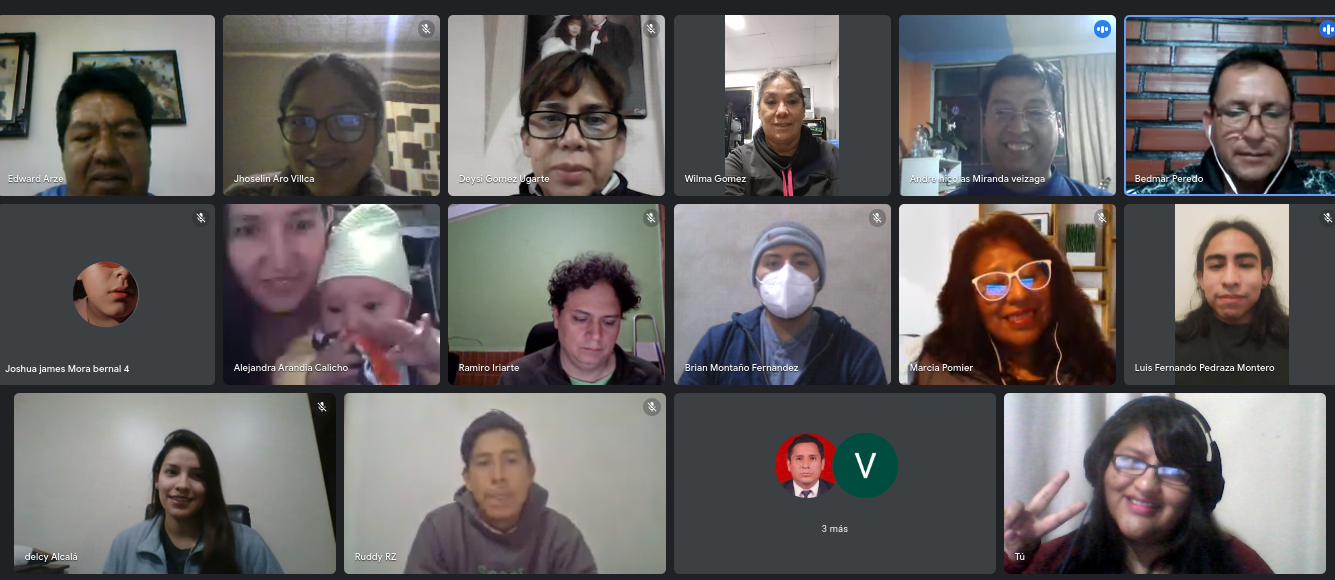 Edward Arze
Jhoselin Aro Villca
Deysi Gomez Ugarte
Wilma Gomez
Andre nicolas Miranda veizaga
Bedmar Peredo
Joshua james Mora bernal 4
Alejandra Arandia Calicho
Ramiro Iriarte
Brian Montaño Fernandez
Marcia Pomier
Luis Fernando Pedraza Montero
delcy Alcalá
Ruddy RZ
V
3 más
Tú